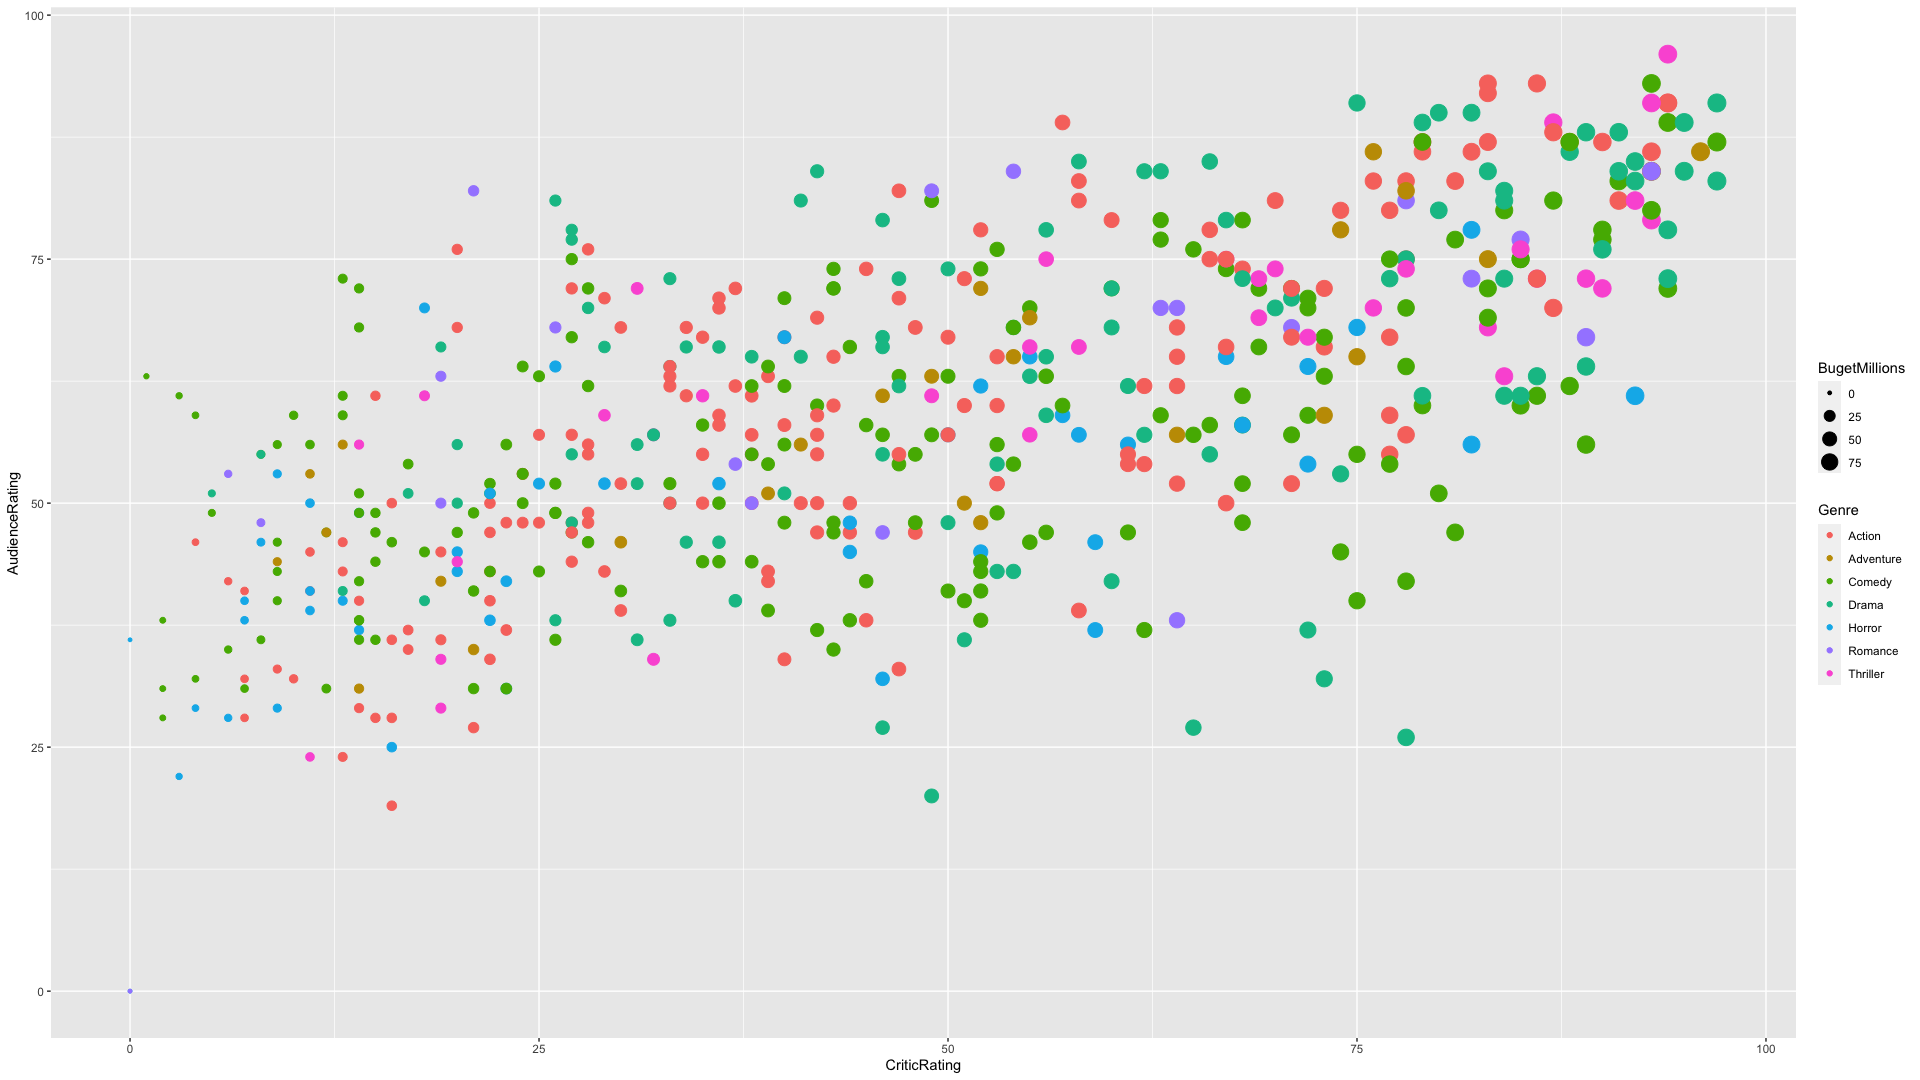 100
75
50
25
0
AudienceRating
0
25
50
75
100
CriticRating
BugetMillions
0
25
50
75
Genre
Action
Adventure
Comedy
Drama
Horror
Romance
Thriller